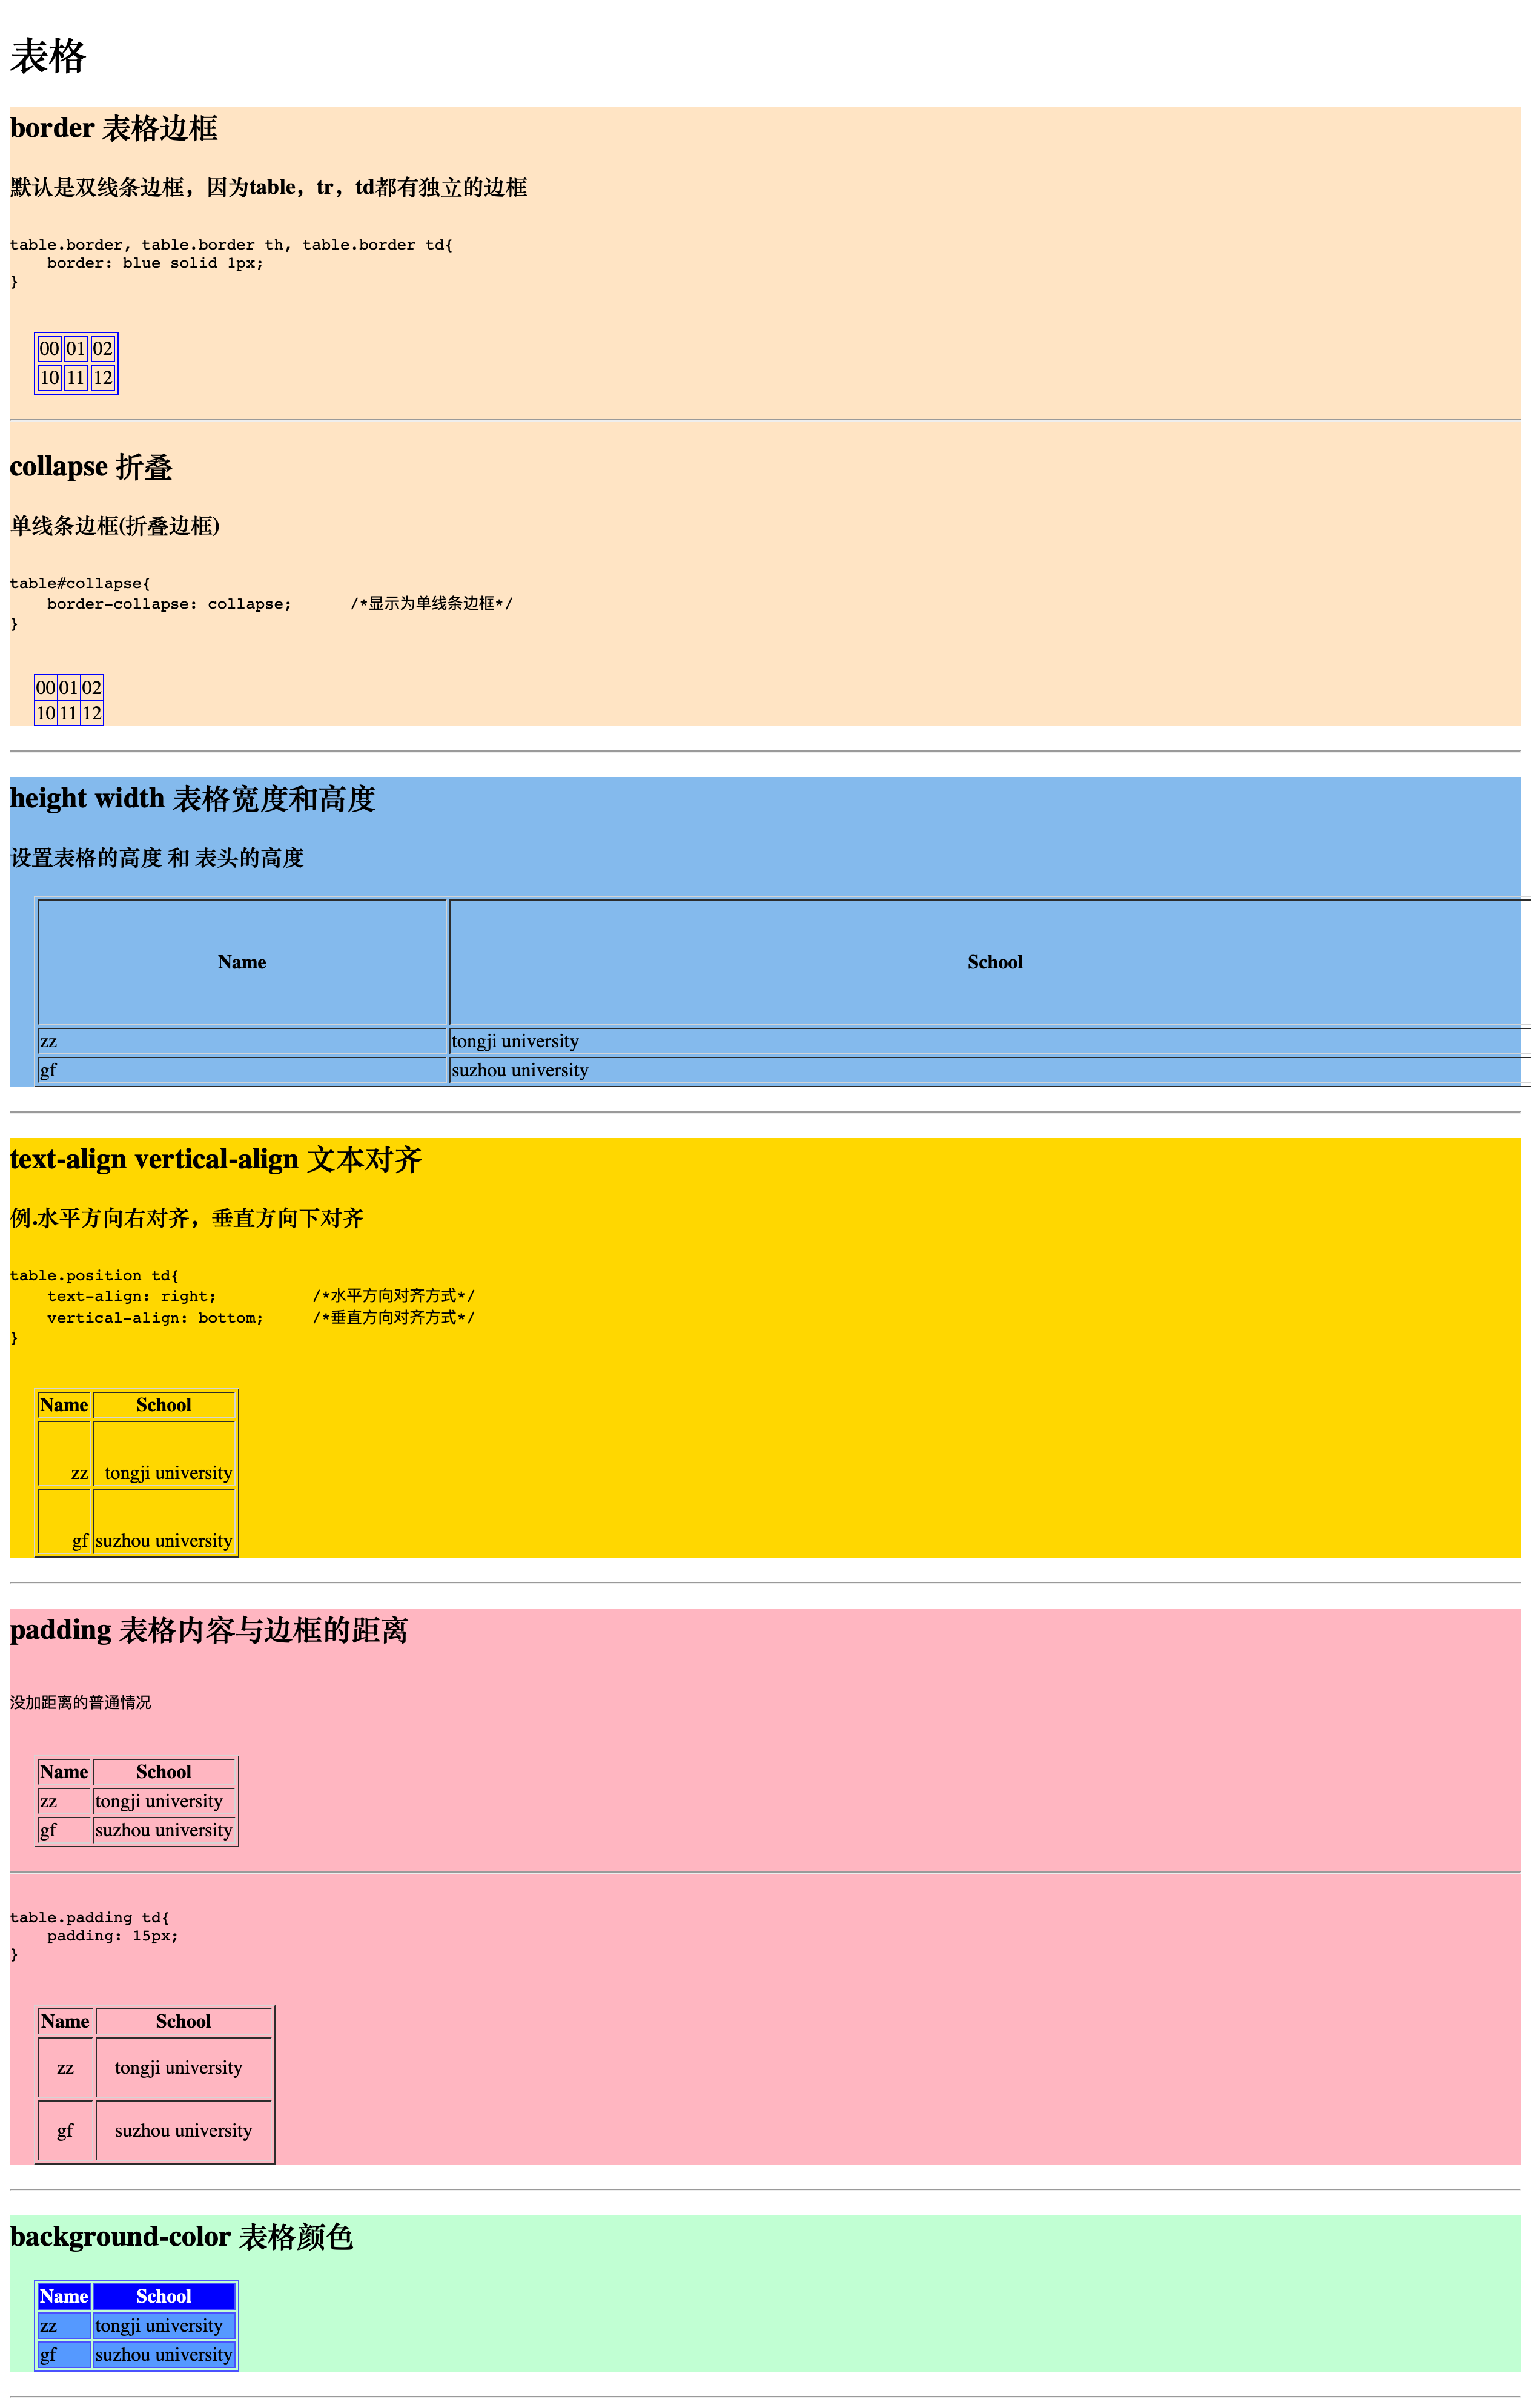 表格
border 表格边框
默认是双线条边框，因为table，tr，td都有独立的边框
table.border, table.border th, table.border td{
    border: blue solid 1px;
}
00 01 02
10 11 12
collapse 折叠
单线条边框(折叠边框)
table#collapse{
    border-collapse: collapse;      /*显示为单线条边框*/
}
00 01 02
10 11 12
height width 表格宽度和高度
设置表格的高度 和 表头的高度
Name School
zz tongji university
gf suzhou university
text-align vertical-align 文本对齐
例.水平方向右对齐，垂直方向下对齐
table.position td{
    text-align: right;          /*水平方向对齐方式*/
    vertical-align: bottom;     /*垂直方向对齐方式*/
}
Name School
zz tongji university
gf suzhou university
padding 表格内容与边框的距离
没加距离的普通情况
Name School
zz tongji university
gf suzhou university
table.padding td{
    padding: 15px;
}
Name School
zz tongji university
gf suzhou university
background-color 表格颜色
Name School
zz tongji university
gf suzhou university